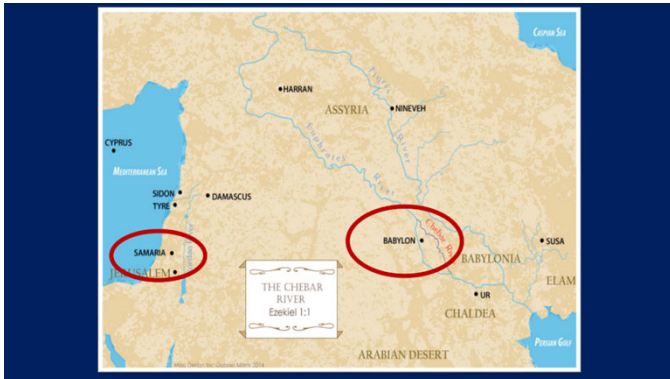 CASPIAN SEA
HARRAN
ASSYRIA
Tigris
River
NINEVEH
CYPRUS
MEDITERRANEAN SEA
Euphrates
River
SIDON
TYRE
DAMASCUS
SAMARIA
JERUSALEM
BABYLON
Chebar
BABYLONIA
SUSA
ELAM
THE CHEBAR
RIVER
Ezekiel 1:1
UR
CHALDEA
PERSIAN GOLF
ARABIAN DESERT